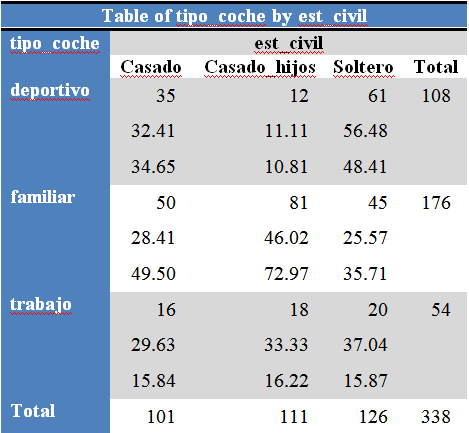 Table of tipo_coche by est_civil
tipo_coche est_civil
Casado Casado_hijos Soltero Total
deportivo 35 12 61 108
32.41 11.11 56.48
34.65 10.81 48.41
familiar 50 81 45 176
28.41 46.02 25.57
49.50 72.97 35.71
trabajo 16 18 20 54
29.63 33.33 37.04
15.84 16.22 15.87
Total 101 111 126 338